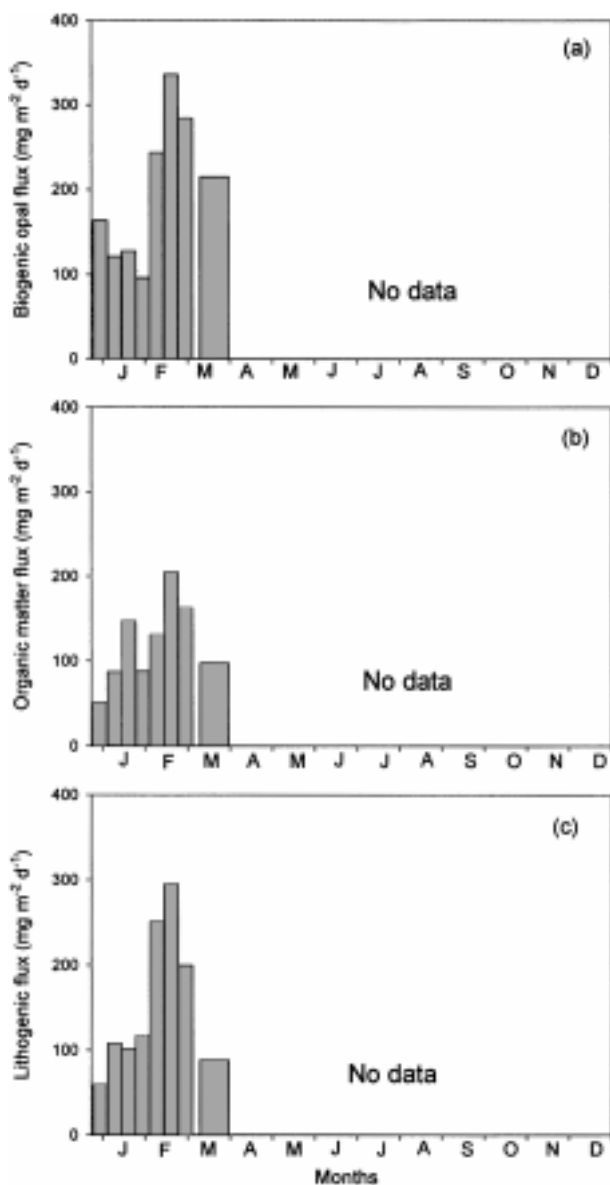 400
300
200
100
0
Biogenic opal flux (mg m⁻² d⁻¹)
(a)
No data
J F M A M J J A S O N D
400
300
200
100
0
Organic matter flux (mg m⁻² d⁻¹)
(b)
No data
J F M A M J J A S O N D
400
300
200
100
0
Lithogenic flux (mg m⁻² d⁻¹)
(c)
No data
J F M A M J J A S O N D
Months